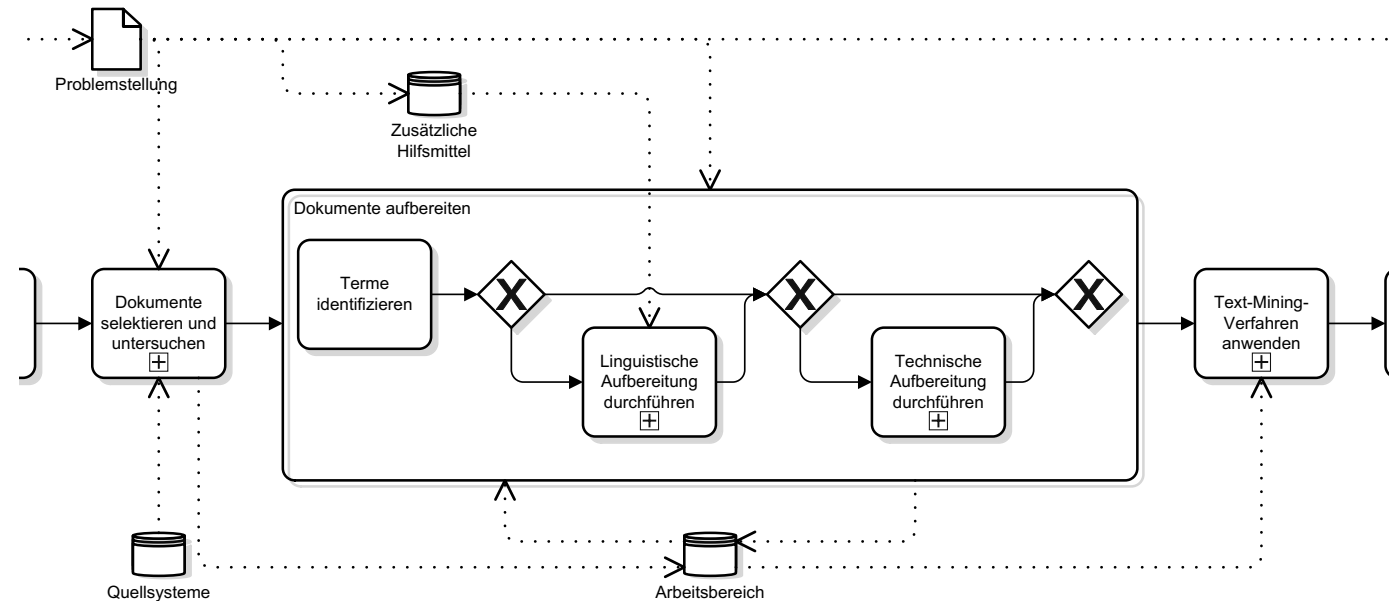 Problemstellung
Zusätzliche
Hilfsmittel
Dokumente aufbereiten
Dokumente
selektieren und
untersuchen
Terme
identifizieren
X
X
X
Linguistische
Aufbereitung
durchführen
Technische
Aufbereitung
durchführen
Text-Mining-
Verfahren
anwenden
Quellsysteme
Arbeitsbereich